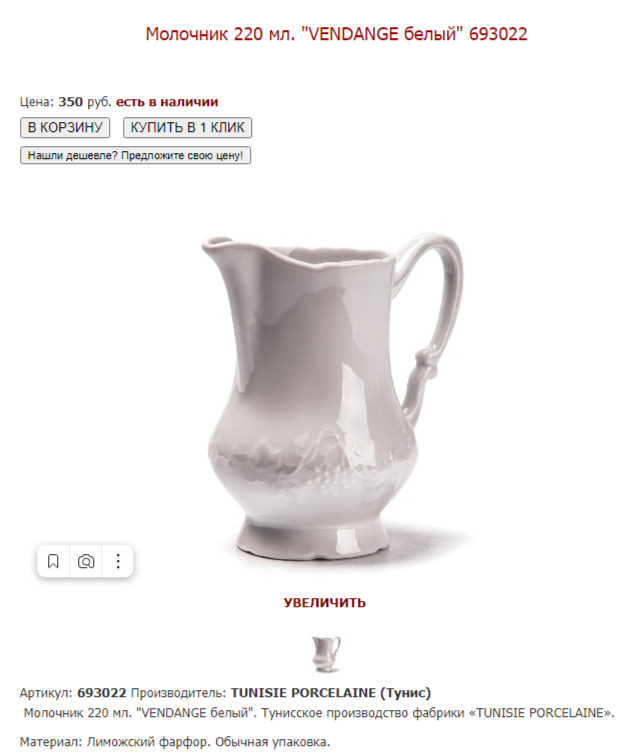 Молочник 220 мл. "VENDANGE белый" 693022
Цена: 350 руб. есть в наличии
В КОРЗИНУ КУПИТЬ В 1 КЛИК
Нашли дешевле? Предложите свою цену!
УВЕЛИЧИТЬ
Артикул: 693022 Производитель: TUNISIE PORCELAINE (Тунис)
Молочник 220 мл. "VENDANGE белый". Тунисское производство фабрики «TUNISIE PORCELAINE».
Материал: Лиможский фарфор. Обычная упаковка.